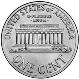 UNITED STATES OF AMERICA
ONE CENT